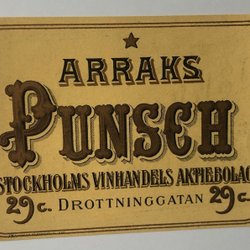 ARRAKS
PUNSCH
STOCKHOLMS VINHANDELS AKTIEBOLAG
29 C. DROTTNINGGATAN 29 C.